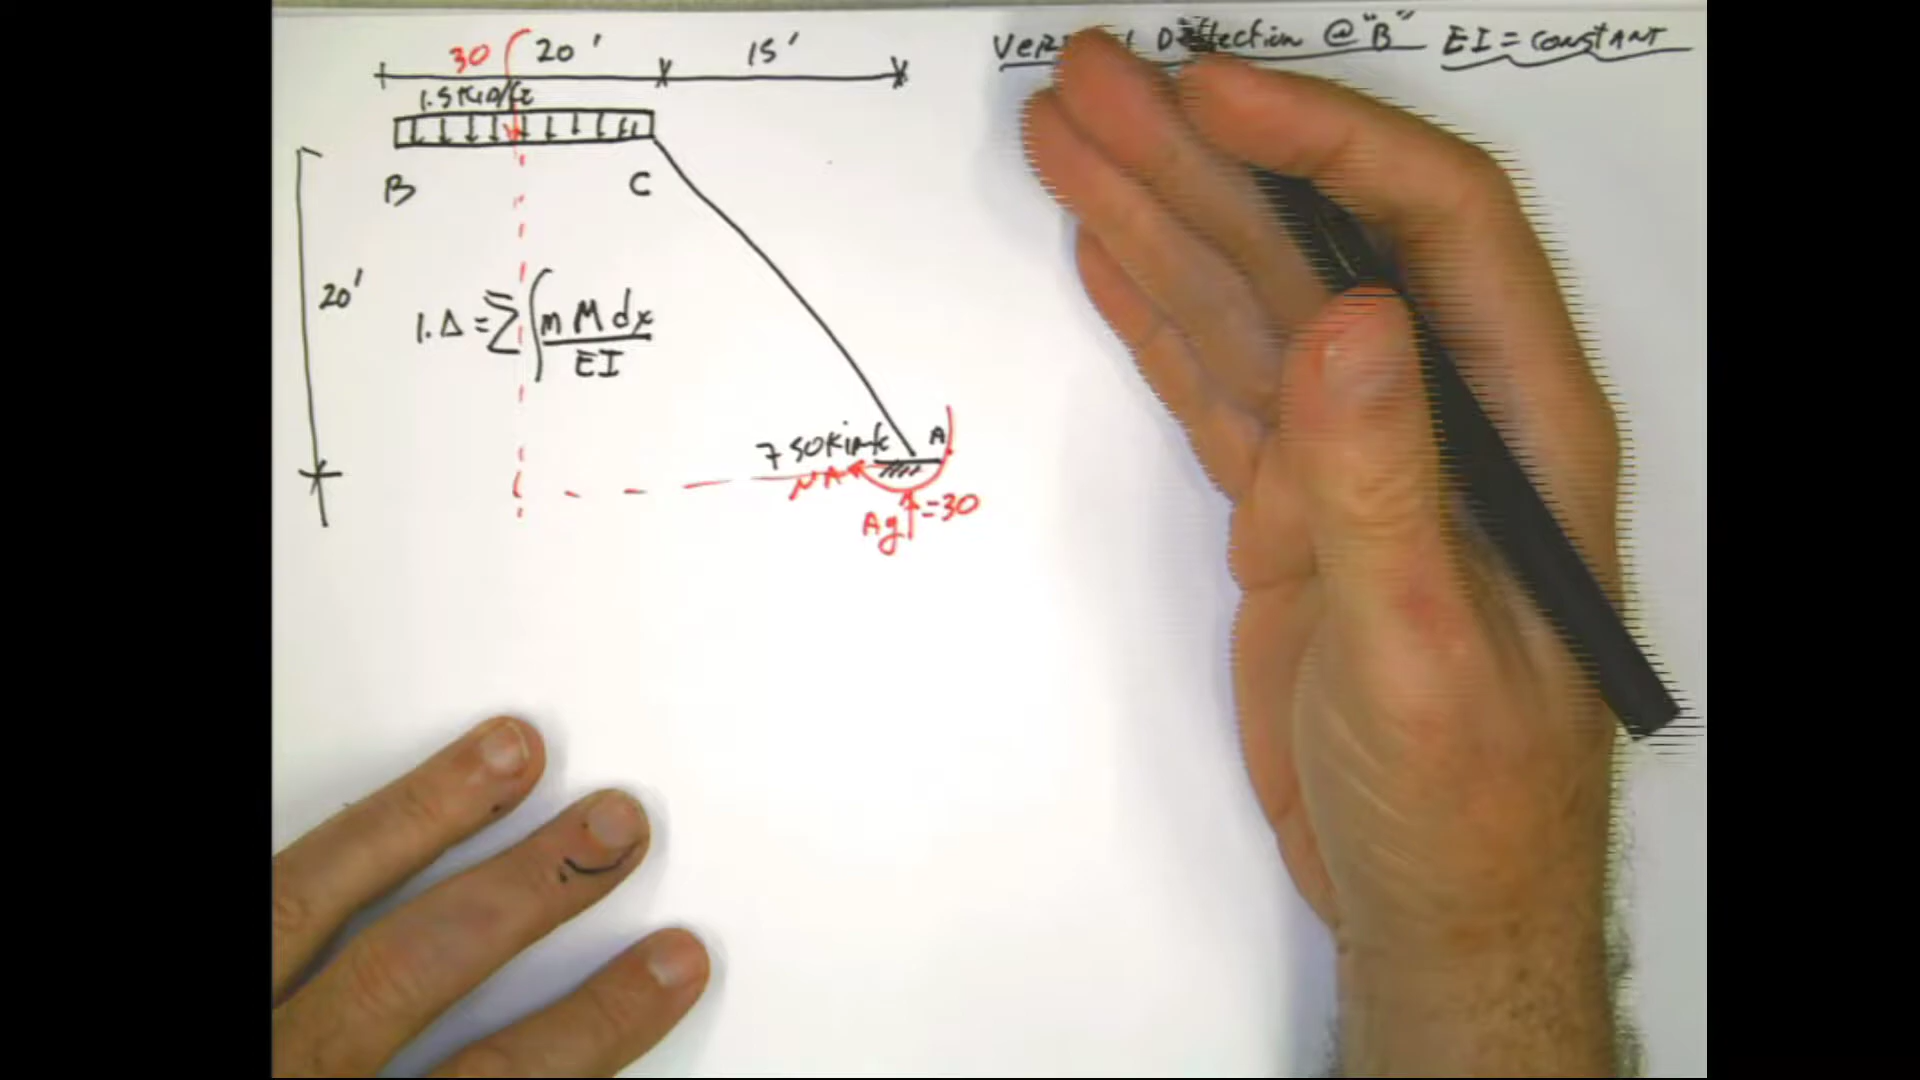 Deflection @ "B" EI = CONSTANT
30 20' 15'
1.5 Kip/ft
B C
20'
1.Δ = Σ ∫ m M dx
EI
750 Kip-ft A
MA
Ay = 30